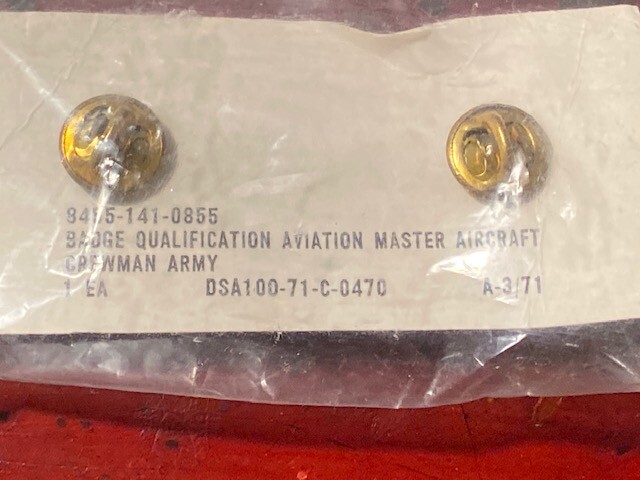 8455-141-0855
BADGE QUALIFICATION AVIATION MASTER AIRCRAFT
CREWMAN ARMY
1 EA DSA100-71-C-0470 A-3/71